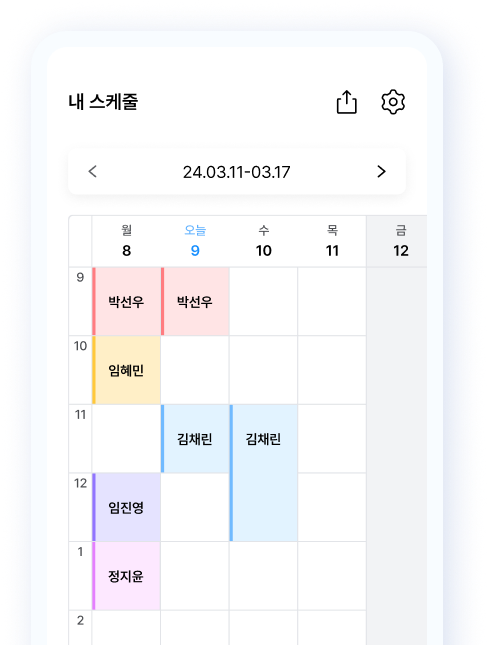 내 스케줄
24.03.11-03.17
월 오늘 수 목 금
8 9 10 11 12
9
박선우 박선우
10
임혜민
11
김채린 김채린
12
임진영
1
정지윤
2